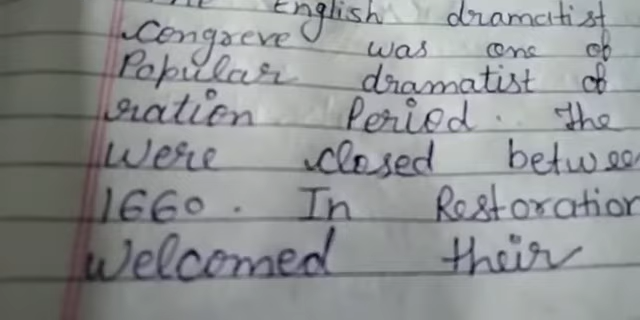 The English dramatist
Congreve was one of
Popular dramatist of
ration Period. The
were closed betwee
1660. In Restoration
Welcomed their